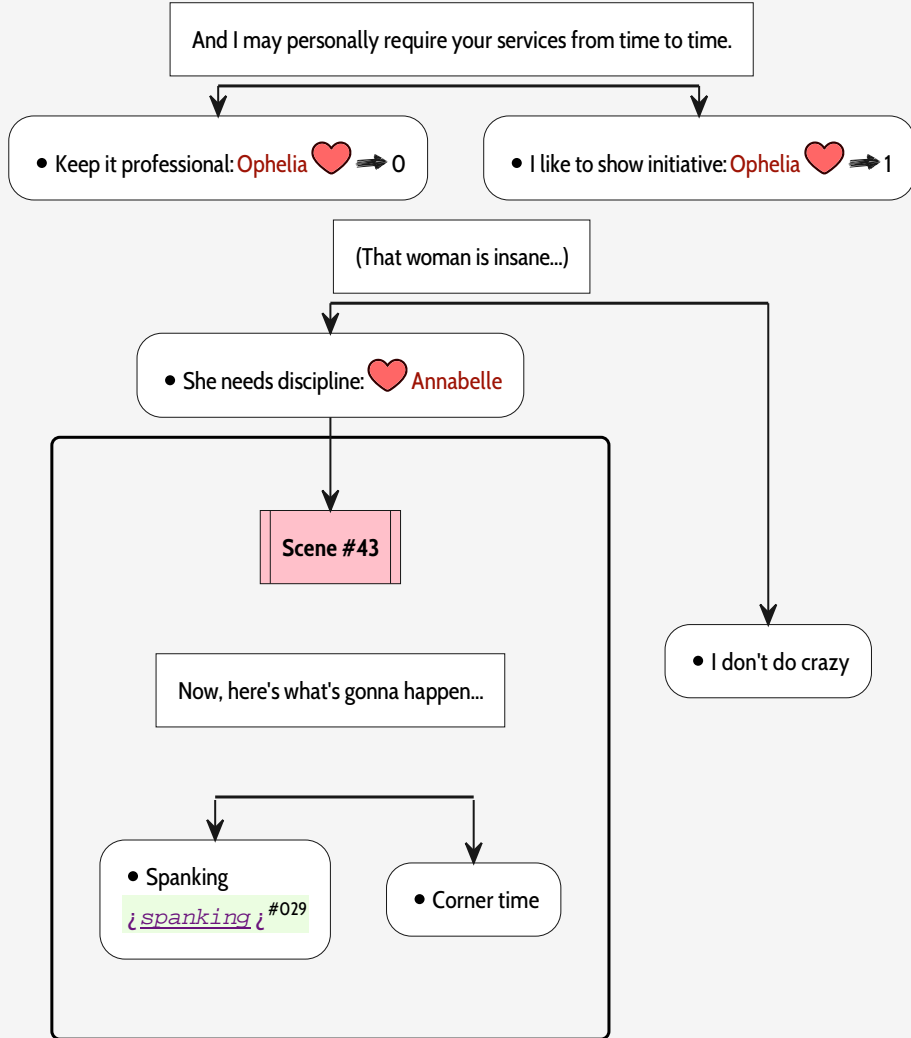 And I may personally require your services from time to time.
• Keep it professional: Ophelia ❤ ➡ 0
• I like to show initiative: Ophelia ❤ ➡ 1
(That woman is insane...)
• She needs discipline: ❤ Annabelle
Scene #43
• I don't do crazy
Now, here's what's gonna happen...
• Spanking
¿spanking¿ #029
• Corner time